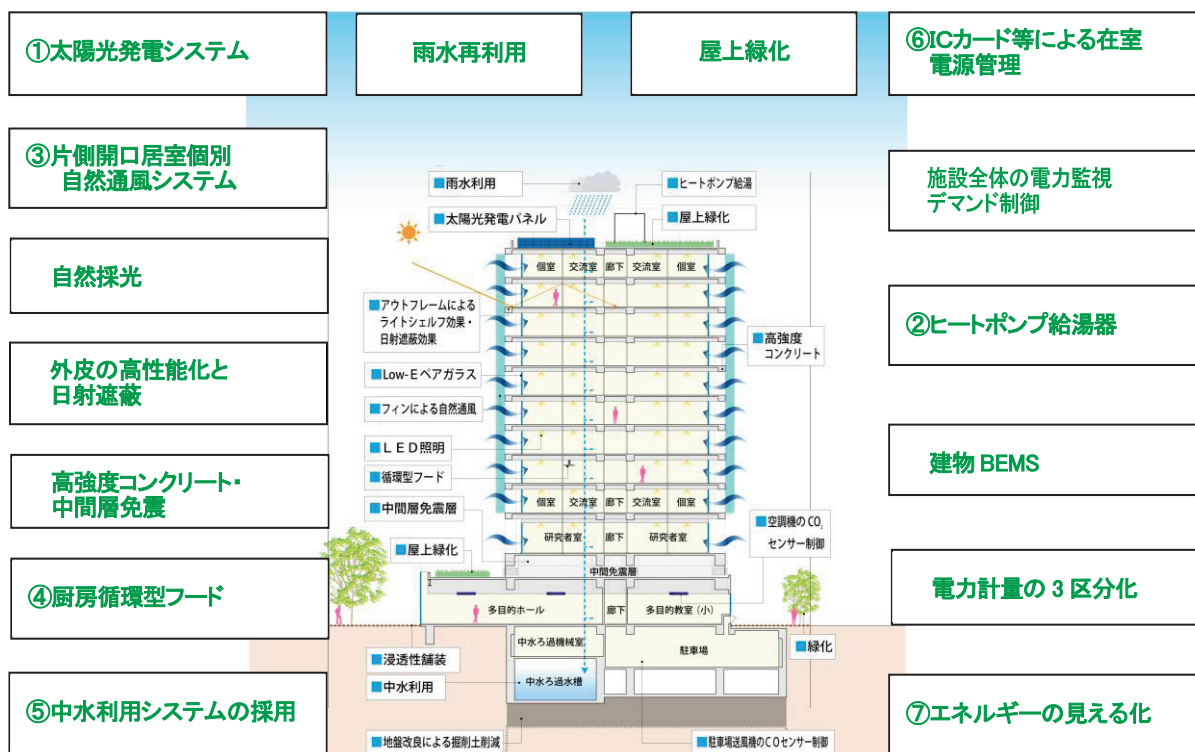 ①太陽光発電システム
雨水再利用
屋上緑化
⑥ICカード等による在室
電源管理
③片側開口居室個別
自然通風システム
施設全体の電力監視
デマンド制御
自然採光
②ヒートポンプ給湯器
外皮の高性能化と
日射遮蔽
建物 BEMS
高強度コンクリート・
中間層免震
電力計量の 3 区分化
④厨房循環型フード
⑤中水利用システムの採用
⑦エネルギーの見える化
■雨水利用
■ヒートポンプ給湯
■太陽光発電パネル
■屋上緑化
個室 交流室 廊下 交流室 個室
■アウトフレームによる
ライトシェルフ効果・
日射遮蔽効果
■高強度
コンクリート
■Low-Eペアガラス
■フィンによる自然通風
■ＬＥＤ照明
■循環型フード
■中間層免震層
個室 交流室 廊下 交流室 個室
■空調機のCO₂
センサー制御
研究者室 廊下 研究者室
■屋上緑化
中間免震層
多目的ホール 廊下 多目的教室（小）
中水ろ過機械室
駐車場
■緑化
■浸透性舗装
■中水利用
中水ろ過水槽
■地盤改良による掘削土削減
■駐車場送風機のＣＯセンサー制御